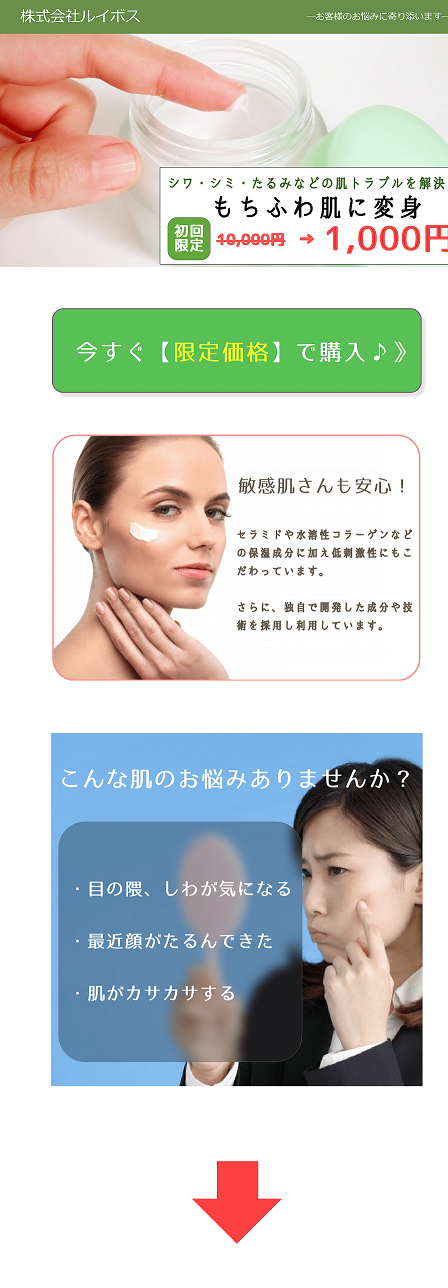 株式会社ルイボス
―お客様のお悩みに寄り添います―
シワ・シミ・たるみなどの肌トラブルを解決
もちふわ肌に変身
初回
限定
10,000円 → 1,000円
今すぐ【限定価格】で購入♪》
敏感肌さんも安心！
セラミドや水溶性コラーゲンなど
の保湿成分に加え低刺激性にもこ
だわっています。
さらに、独自で開発した成分や技
術を採用し利用しています。
こんな肌のお悩みありませんか？
・目の隈、しわが気になる
・最近顔がたるんできた
・肌がカサカサする